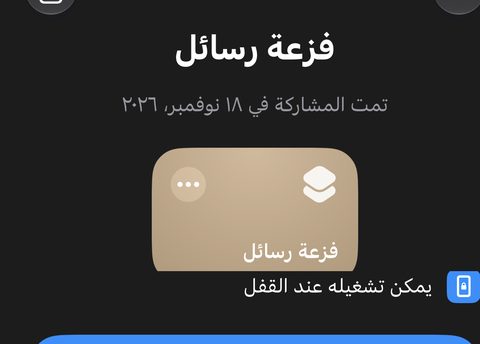 فزعة رسائل
تمت المشاركة في ١٨ نوفمبر، ٢٠٢٦
فزعة رسائل
يمكن تشغيله عند القفل